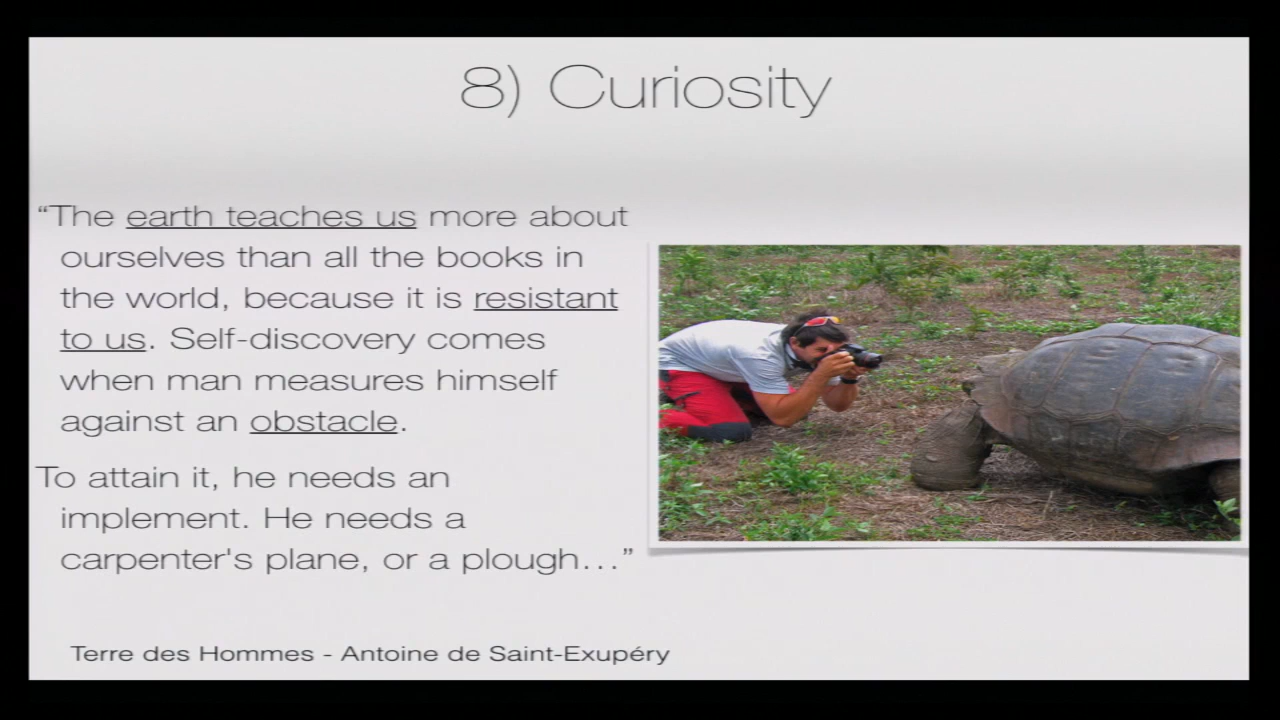 8) Curiosity
“The earth teaches us more about
ourselves than all the books in
the world, because it is resistant
to us. Self-discovery comes
when man measures himself
against an obstacle.
To attain it, he needs an
implement. He needs a
carpenter's plane, or a plough…”
Terre des Hommes - Antoine de Saint-Exupéry